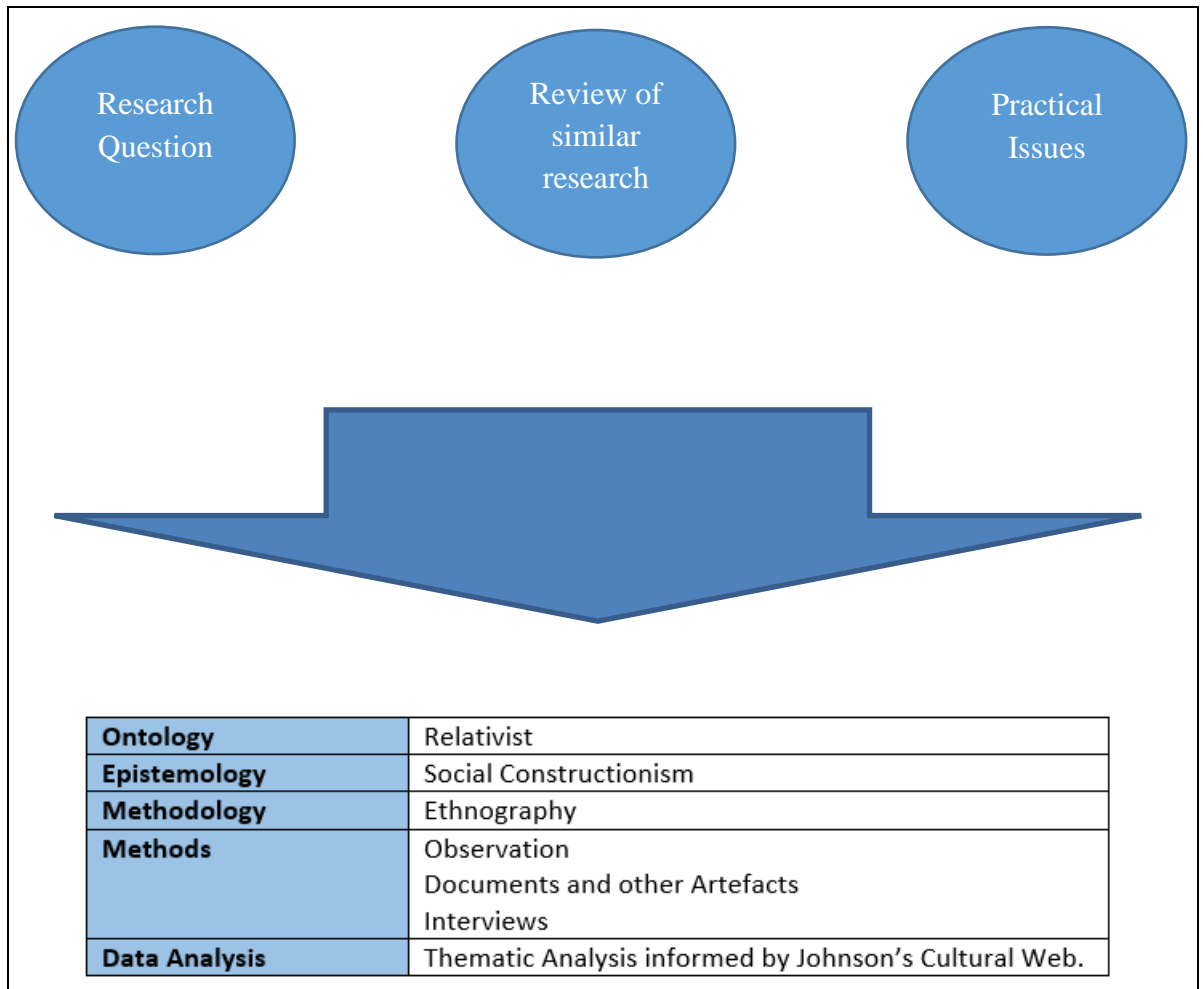 Research
Question
Review of
similar
research
Practical
Issues
Ontology Relativist
Epistemology Social Constructionism
Methodology Ethnography
Methods Observation
Documents and other Artefacts
Interviews
Data Analysis Thematic Analysis informed by Johnson's Cultural Web.